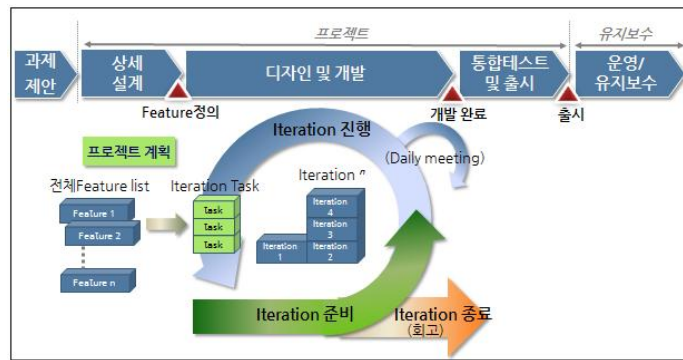 프로젝트
유지보수
과제
제안
상세
설계
디자인 및 개발
통합테스트
및 출시
운영/
유지보수
Feature정의
개발 완료
출시
Iteration 진행
(Daily meeting)
프로젝트 계획
전체Feature list
Iteration Task
Iteration n
Feature 1
Feature 2
Feature n
Task
Task
Task
Iteration
1
Iteration
4
Iteration
3
Iteration
2
Iteration 준비
Iteration 종료
(회고)